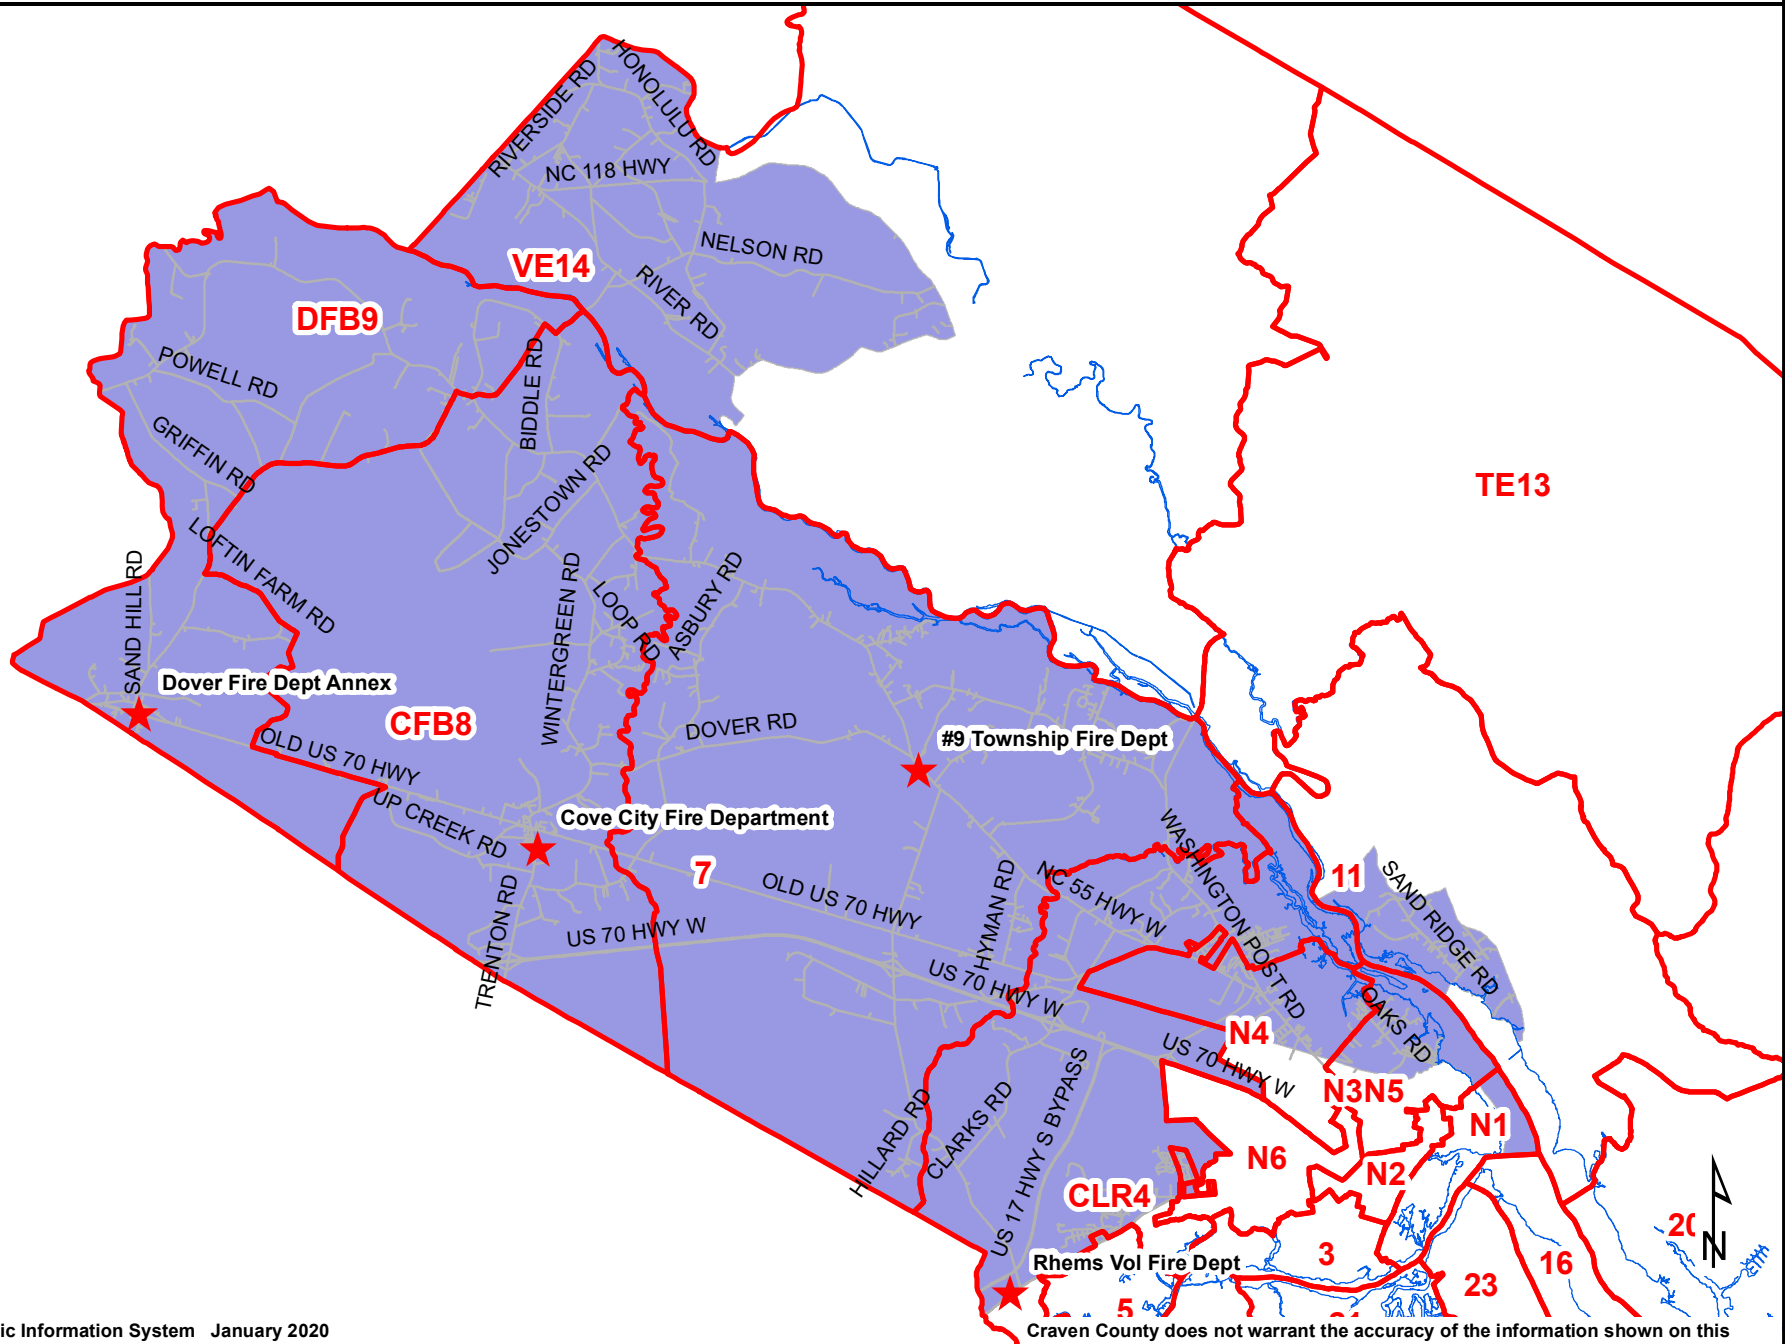 HONOLULU RD
RIVERSIDE RD
NC 118 HWY
NELSON RD
VE14
RIVER RD
DFB9
POWELL RD
BIDDLE RD
GRIFFIN RD
JONESTOWN RD
TE13
LOFTIN FARM RD
SAND HILL RD
WINTERGREEN RD
LOOP RD
ASBURY RD
Dover Fire Dept Annex
CFB8
DOVER RD
#9 Township Fire Dept
OLD US 70 HWY
UP CREEK RD
Cove City Fire Department
WASHINGTON POST RD
7
11
SAND RIDGE RD
OLD US 70 HWY
NC 55 HWY W
HYMAN RD
TRENTON RD
US 70 HWY W
US 70 HWY W
OAKS RD
N4
US 70 HWY W
N3
N5
N1
HILLARD RD
CLARKS RD
US 17 HWY S BYPASS
N6
N2
CLR4
20
N
3
Rhems Vol Fire Dept
16
23
5
ic Information System January 2020
Craven County does not warrant the accuracy of the information shown on this